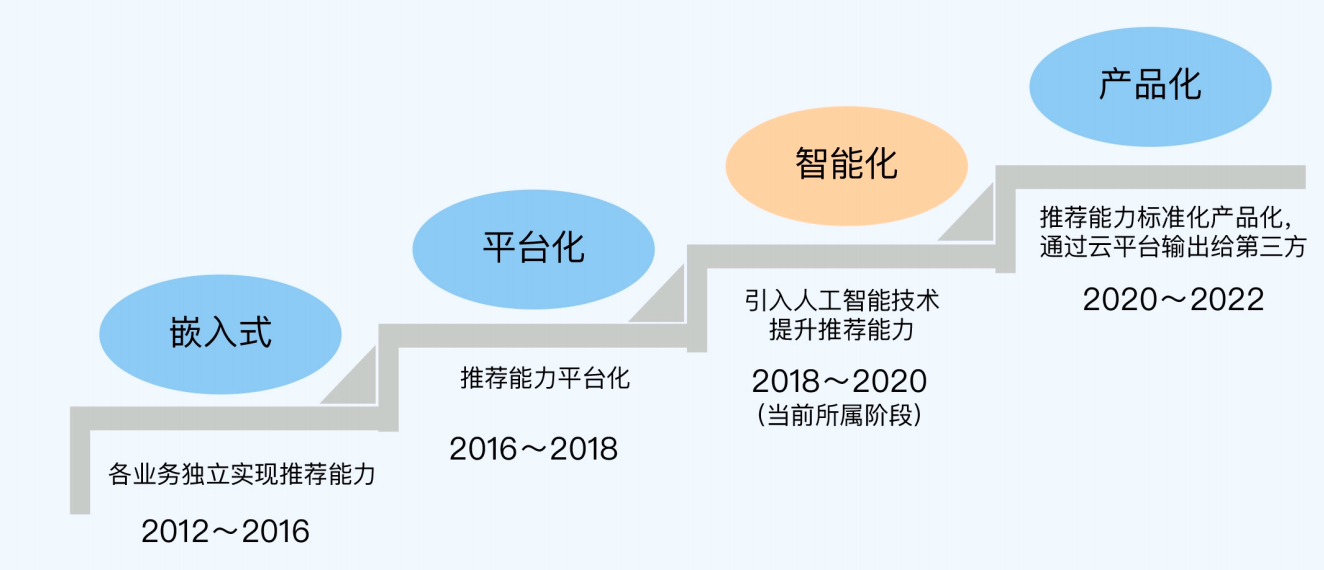 嵌入式
各业务独立实现推荐能力
2012～2016
平台化
推荐能力平台化
2016～2018
智能化
引入人工智能技术
提升推荐能力
2018～2020
（当前所属阶段）
产品化
推荐能力标准化产品化，
通过云平台输出给第三方
2020～2022